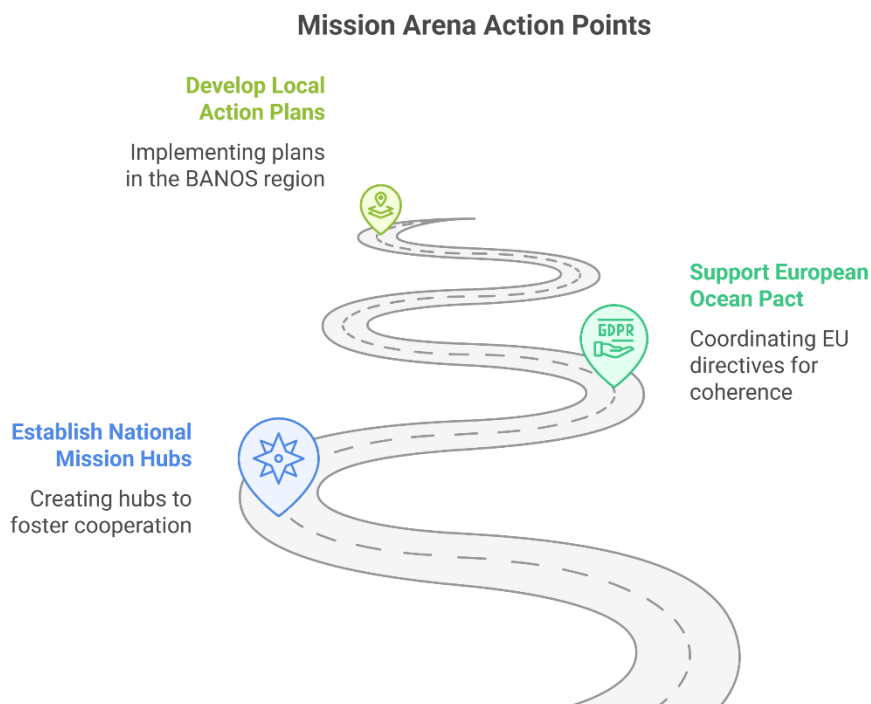 Mission Arena Action Points
Develop Local
Action Plans
Implementing plans
in the BANOS region
Support European
Ocean Pact
GDPR
Coordinating EU
directives for
coherence
Establish National
Mission Hubs
Creating hubs to
foster cooperation